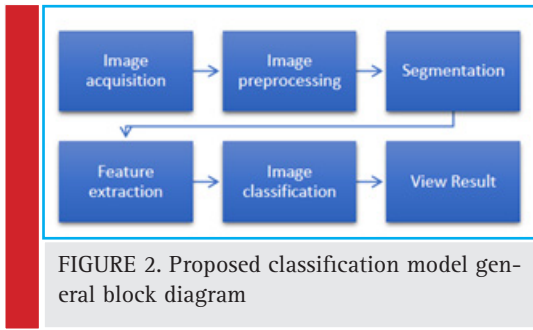 Image
acquisition
Image
preprocessing
Segmentation
Feature
extraction
Image
classification
View Result
FIGURE 2. Proposed classification model gen-
eral block diagram